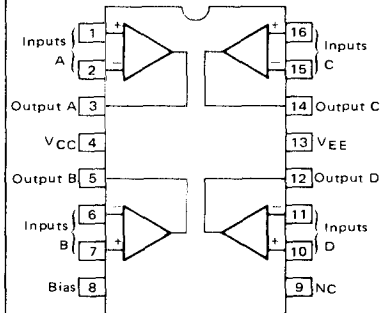 1 + + 16
Inputs A { } Inputs C
2 − − 15
Output A 3 14 Output C
VCC 4 13 VEE
Output B 5 12 Output D
6 − − 11
Inputs B { } Inputs D
7 + + 10
Bias 8 9 NC